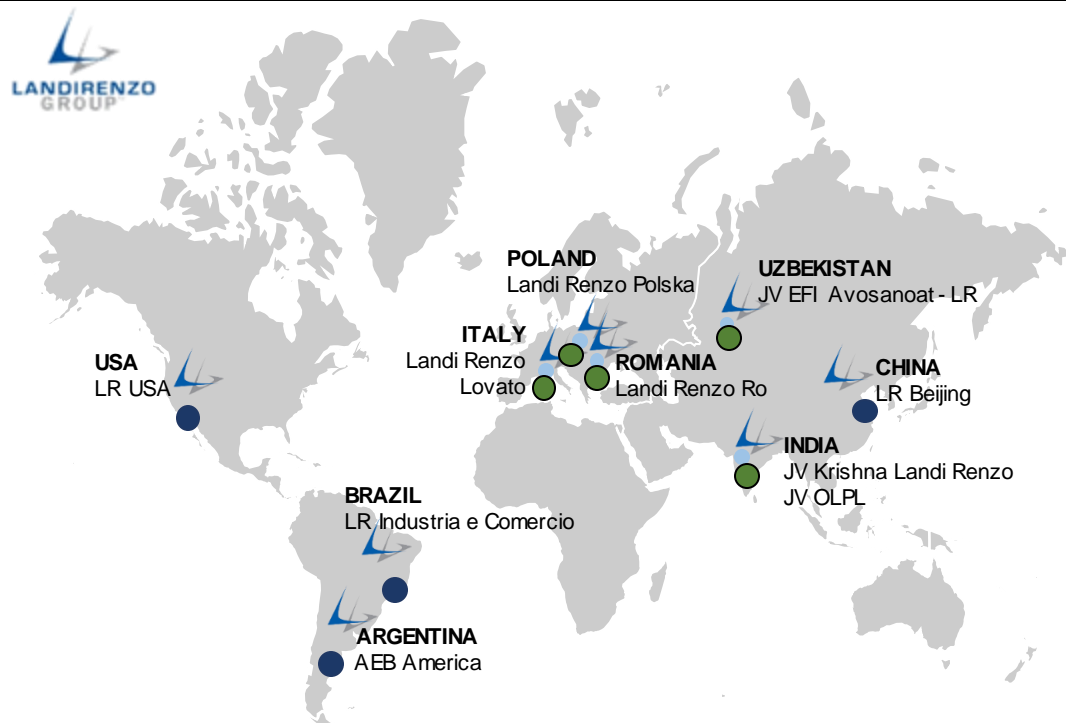 LANDIRENZO
GROUP
POLAND
Landi Renzo Polska
UZBEKISTAN
JV EFI Avosanoat - LR
ITALY
Landi Renzo
Lovato
ROMANIA
Landi Renzo Ro
USA
LR USA
CHINA
LR Beijing
INDIA
JV Krishna Landi Renzo
JV OLPL
BRAZIL
LR Industria e Comercio
ARGENTINA
AEB America